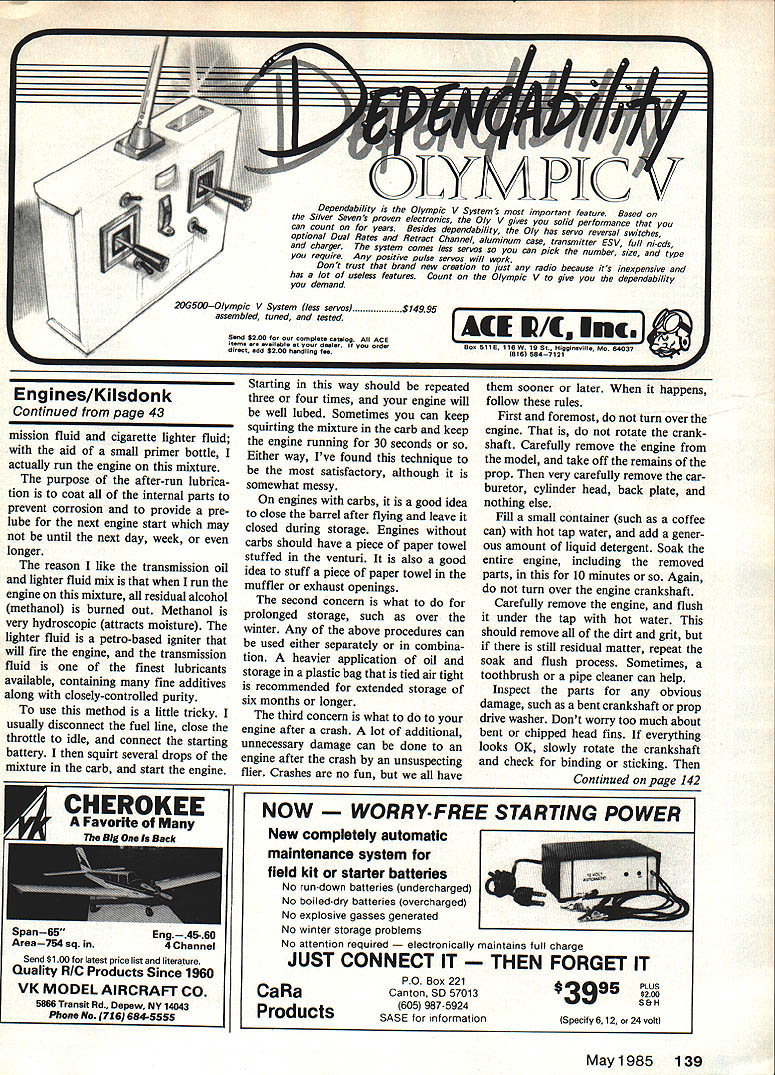 Dependability
OLYMPIC V
Dependability is the Olympic V System's most important feature. Based on
the Silver Seven's proven electronics, the Oly V gives you solid performance that you
can count on for years. Besides dependability, the Oly has servo reversal switches,
optional Dual Rates and Retract Channel, aluminum case, transmitter ESV, full ni-cds,
and charger. The system comes less servos so you can pick the number, size, and type
you require. Any positive pulse servos will work.
Don't trust that brand new creation to just any radio because it's inexpensive and
has a lot of useless features. Count on the Olympic V to give you the dependability
you demand.
20G500—Olympic V System (less servos)..................$149.95
assembled, tuned, and tested.
Send $2.00 for our complete catalog. All ACE
items are available at your dealer. If you order
direct, add $2.00 handling fee.
ACE R/C, Inc.
Box 511E, 116 W. 19 St., Higginsville, Mo. 64037
(816) 584-7121
Engines/Kilsdonk
Continued from page 43
mission fluid and cigarette lighter fluid;
with the aid of a small primer bottle, I
actually run the engine on this mixture.
The purpose of the after-run lubrica-
tion is to coat all of the internal parts to
prevent corrosion and to provide a pre-
lube for the next engine start which may
not be until the next day, week, or even
longer.
The reason I like the transmission oil
and lighter fluid mix is that when I run the
engine on this mixture, all residual alcohol
(methanol) is burned out. Methanol is
very hydroscopic (attracts moisture). The
lighter fluid is a petro-based igniter that
will fire the engine, and the transmission
fluid is one of the finest lubricants
available, containing many fine additives
along with closely-controlled purity.
To use this method is a little tricky. I
usually disconnect the fuel line, close the
throttle to idle, and connect the starting
battery. I then squirt several drops of the
mixture in the carb, and start the engine.
Starting in this way should be repeated
three or four times, and your engine will
be well lubed. Sometimes you can keep
squirting the mixture in the carb and keep
the engine running for 30 seconds or so.
Either way, I've found this technique to
be the most satisfactory, although it is
somewhat messy.
On engines with carbs, it is a good idea
to close the barrel after flying and leave it
closed during storage. Engines without
carbs should have a piece of paper towel
stuffed in the venturi. It is also a good
idea to stuff a piece of paper towel in the
muffler or exhaust openings.
The second concern is what to do for
prolonged storage, such as over the
winter. Any of the above procedures can
be used either separately or in combina-
tion. A heavier application of oil and
storage in a plastic bag that is tied air tight
is recommended for extended storage of
six months or longer.
The third concern is what to do to your
engine after a crash. A lot of additional,
unnecessary damage can be done to an
engine after the crash by an unsuspecting
flier. Crashes are no fun, but we all have
them sooner or later. When it happens,
follow these rules.
First and foremost, do not turn over the
engine. That is, do not rotate the crank-
shaft. Carefully remove the engine from
the model, and take off the remains of the
prop. Then very carefully remove the car-
buretor, cylinder head, back plate, and
nothing else.
Fill a small container (such as a coffee
can) with hot tap water, and add a gener-
ous amount of liquid detergent. Soak the
entire engine, including the removed
parts, in this for 10 minutes or so. Again,
do not turn over the engine crankshaft.
Carefully remove the engine, and flush
it under the tap with hot water. This
should remove all of the dirt and grit, but
if there is still residual matter, repeat the
soak and flush process. Sometimes, a
toothbrush or a pipe cleaner can help.
Inspect the parts for any obvious
damage, such as a bent crankshaft or prop
drive washer. Don't worry too much about
bent or chipped head fins. If everything
looks OK, slowly rotate the crankshaft
and check for binding or sticking. Then
Continued on page 142
VK
CHEROKEE
A Favorite of Many
The Big One Is Back
Span—65"
Eng.—.45-.60
Area—754 sq. in.
4 Channel
Send $1.00 for latest price list and literature.
Quality R/C Products Since 1960
VK MODEL AIRCRAFT CO.
5866 Transit Rd., Depew, NY 14043
Phone No. (716) 684-5555
NOW — WORRY-FREE STARTING POWER
New completely automatic
maintenance system for
field kit or starter batteries
No run-down batteries (undercharged)
No boiled-dry batteries (overcharged)
No explosive gasses generated
No winter storage problems
No attention required — electronically maintains full charge
12 VOLT
AUTOMATIC
JUST CONNECT IT — THEN FORGET IT
CaRa
Products
P.O. Box 221
Canton, SD 57013
(605) 987-5924
SASE for information
$39.95
PLUS
$2.00
S & H
(Specify 6, 12, or 24 volt)
May 1985 139